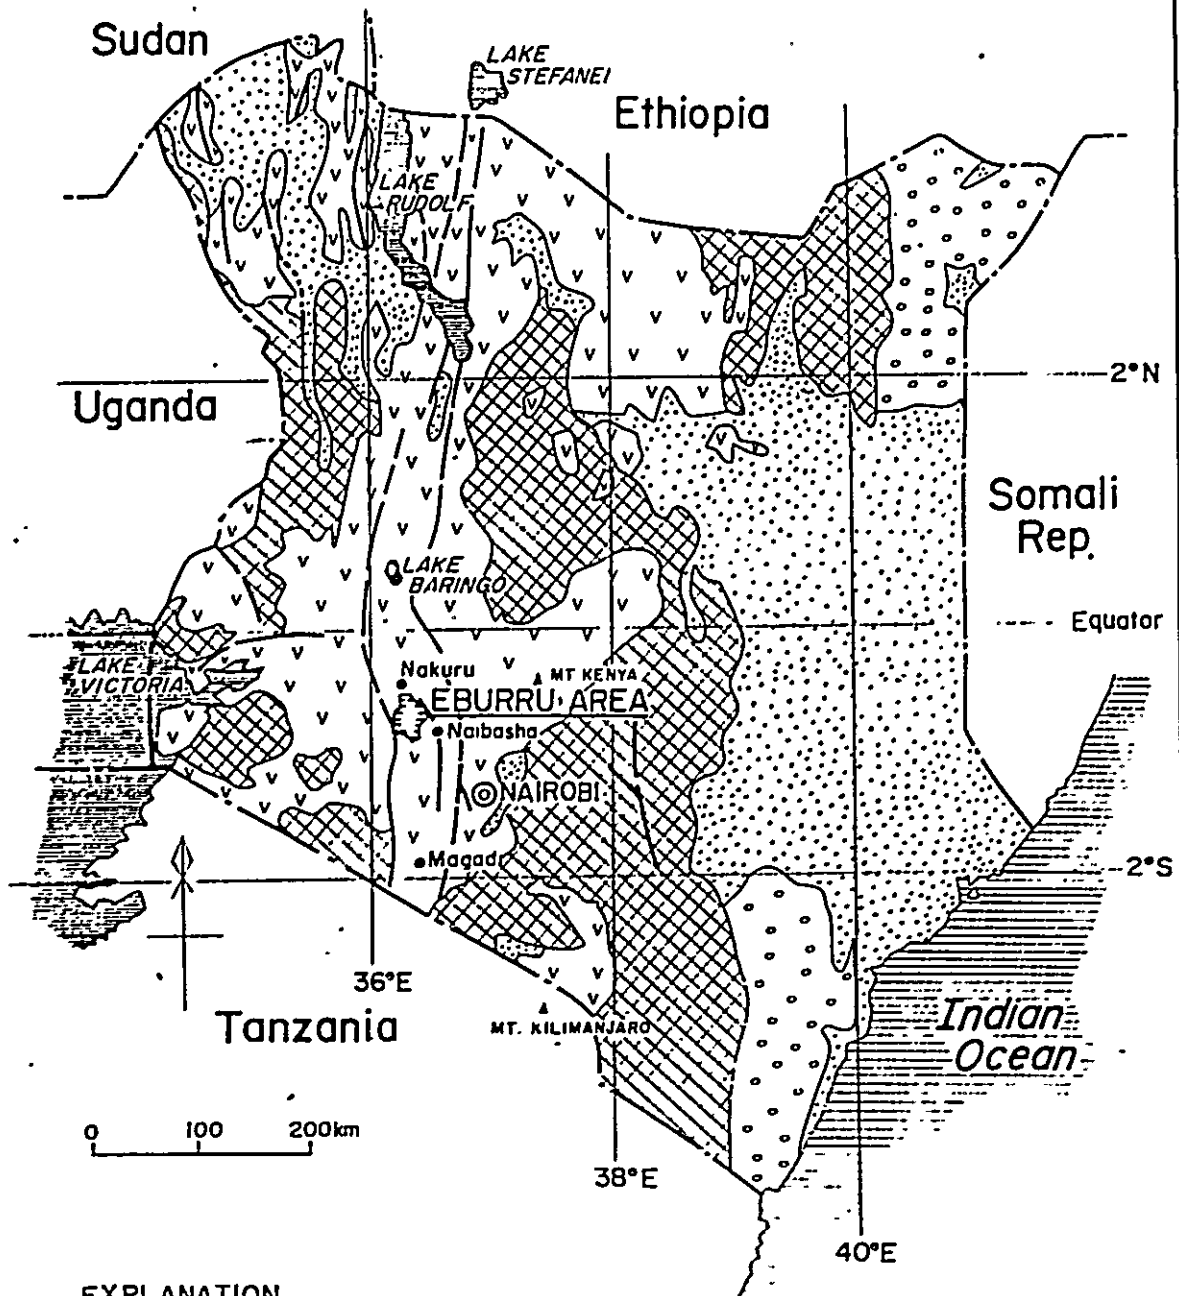 Sudan
LAKE
STEFANEI
Ethiopia
LAKE
RUDOLF
2°N
Uganda
Somali
Rep.
LAKE
BARINGO
Equator
LAKE
VICTORIA
Nakuru
MT KENYA
EBURRU AREA
Naibasha
NAIROBI
Magadi
2°S
36°E
Tanzania
MT. KILIMANJARO
Indian
Ocean
0 100 200km
38°E
40°E
EXPLANATION